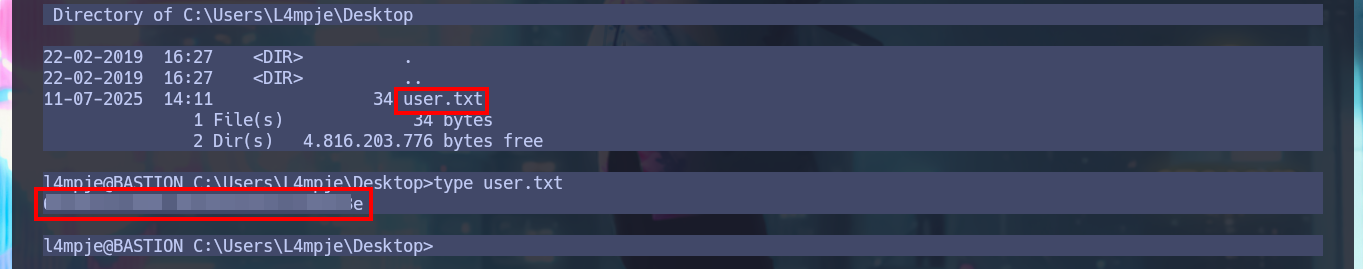 Directory of C:\Users\L4mpje\Desktop
22-02-2019  16:27    <DIR>          .
22-02-2019  16:27    <DIR>          ..
11-07-2025  14:11                34 user.txt
               1 File(s)             34 bytes
               2 Dir(s)   4.816.203.776 bytes free
l4mpje@BASTION C:\Users\L4mpje\Desktop>type user.txt
l4mpje@BASTION C:\Users\L4mpje\Desktop>